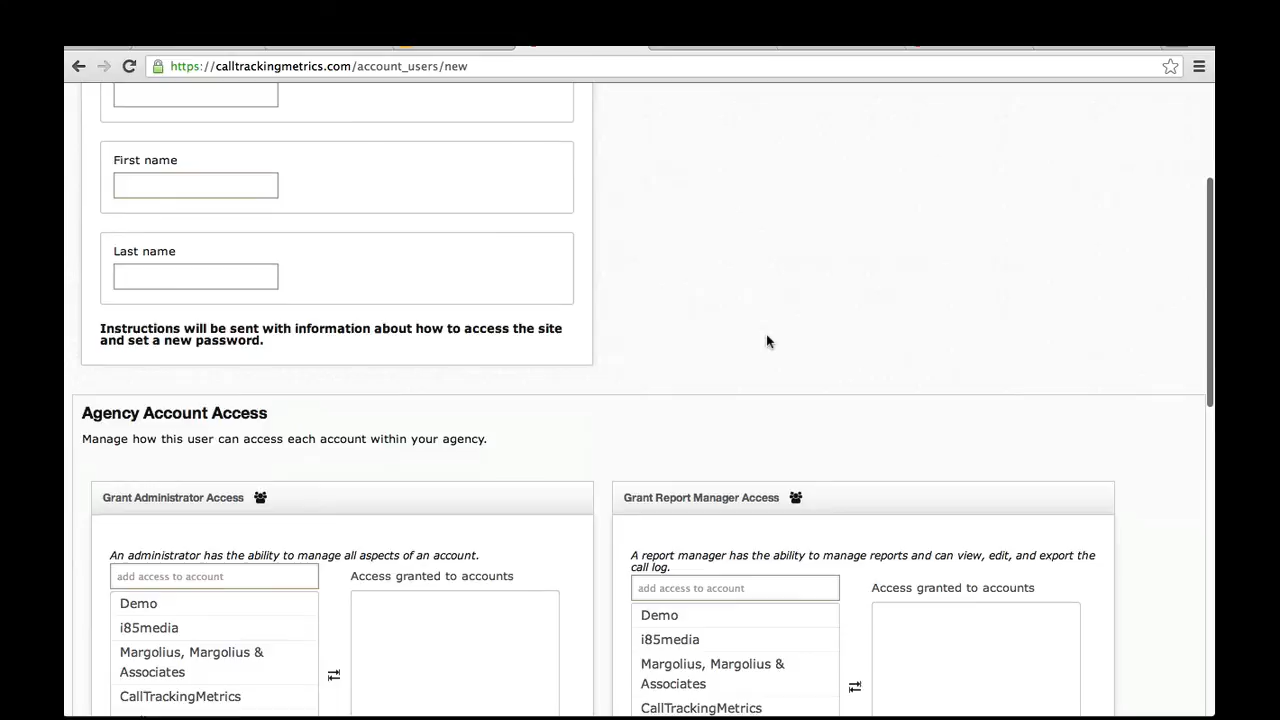 https://calltrackingmetrics.com/account_users/new
First name
Last name
Instructions will be sent with information about how to access the site
and set a new password.
Agency Account Access
Manage how this user can access each account within your agency.
Grant Administrator Access
An administrator has the ability to manage all aspects of an account.
add access to account
Access granted to accounts
Demo
i85media
Margolius, Margolius &
Associates
CallTrackingMetrics
Grant Report Manager Access
A report manager has the ability to manage reports and can view, edit, and export the
call log.
add access to account
Access granted to accounts
Demo
i85media
Margolius, Margolius &
Associates
CallTrackingMetrics